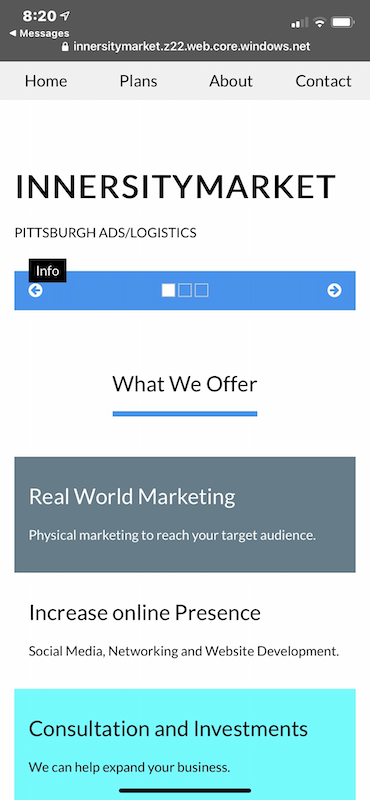 8:20
Messages
innersitymarket.z22.web.core.windows.net
Home Plans About Contact
INNERSITYMARKET
PITTSBURGH ADS/LOGISTICS
Info
What We Offer
Real World Marketing
Physical marketing to reach your target audience.
Increase online Presence
Social Media, Networking and Website Development.
Consultation and Investments
We can help expand your business.